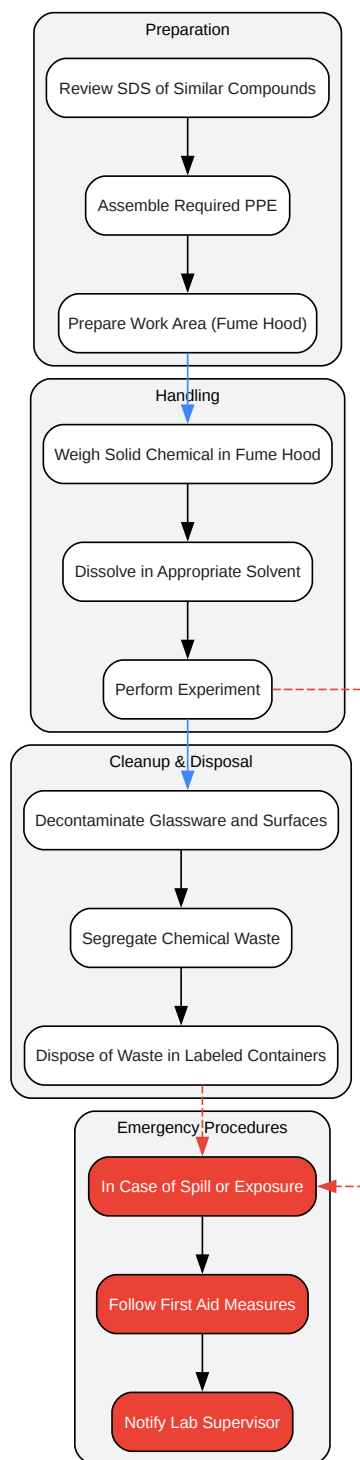 Preparation
Review SDS of Similar Compounds
Assemble Required PPE
Prepare Work Area (Fume Hood)
Handling
Weigh Solid Chemical in Fume Hood
Dissolve in Appropriate Solvent
Perform Experiment
Cleanup & Disposal
Decontaminate Glassware and Surfaces
Segregate Chemical Waste
Dispose of Waste in Labeled Containers
Emergency Procedures
In Case of Spill or Exposure
Follow First Aid Measures
Notify Lab Supervisor